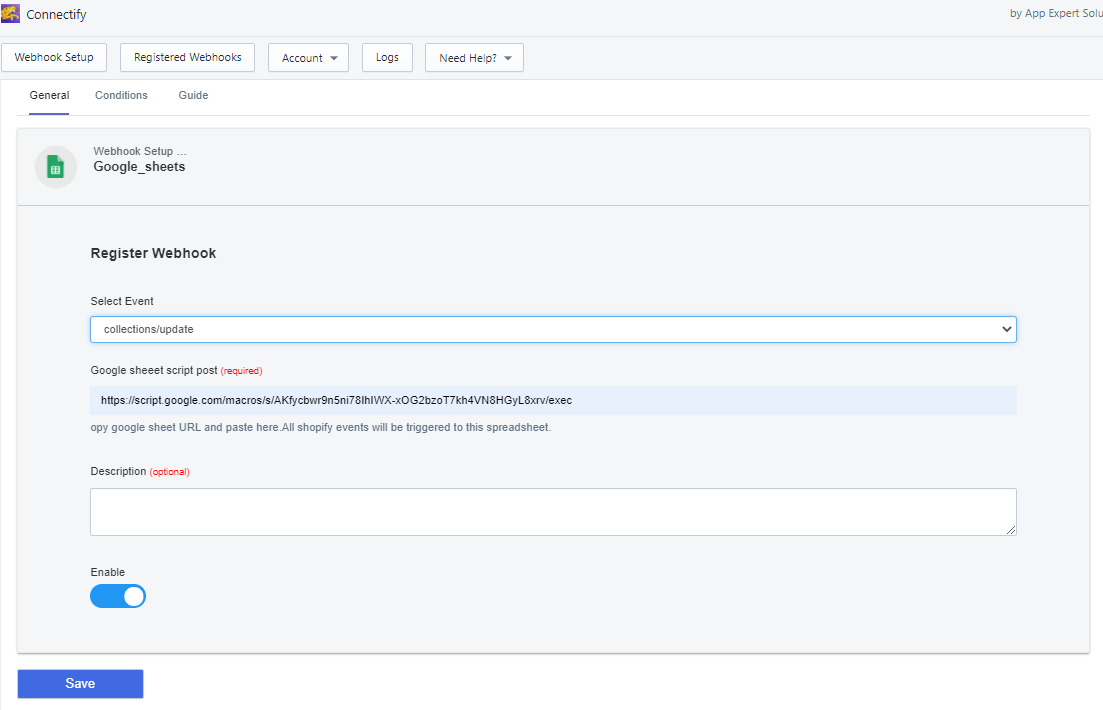 Connectify
by App Expert Solu
Webhook Setup Registered Webhooks Account Logs Need Help?
General Conditions Guide
Webhook Setup ...
Google_sheets
Register Webhook
Select Event
collections/update
Google sheeet script post (required)
https://script.google.com/macros/s/AKfycbwr9n5ni78IhIWX-xOG2bzoT7kh4VN8HGyL8xrv/exec
opy google sheet URL and paste here.All shopify events will be triggered to this spreadsheet.
Description (optional)
Enable
Save